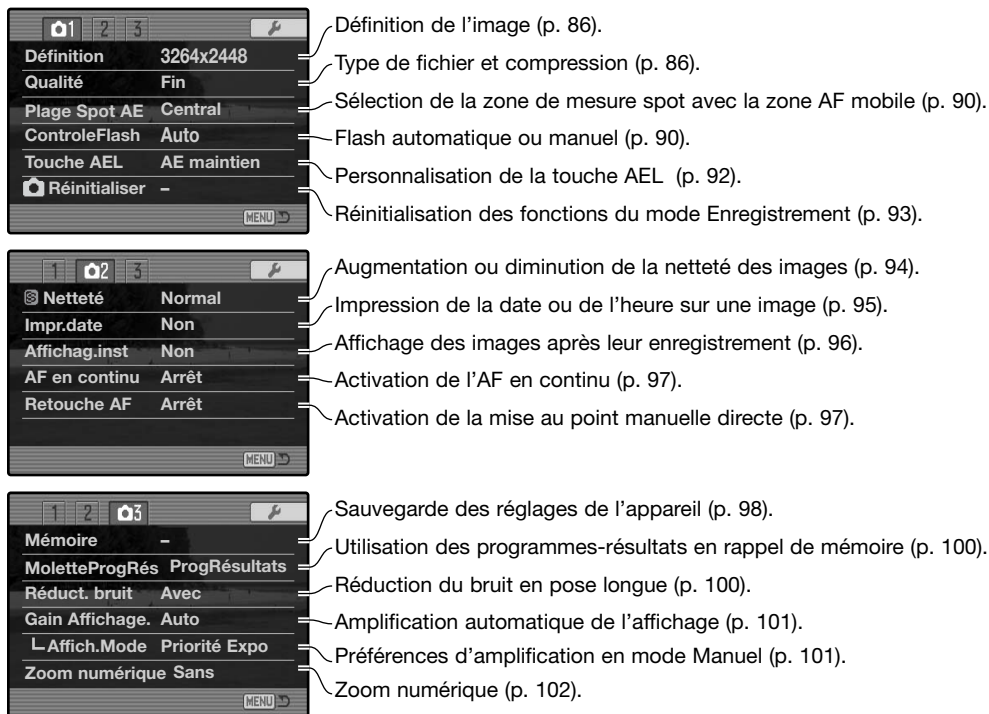 1 2 3
Définition 3264x2448
Qualité Fin
Plage Spot AE Central
ControleFlash Auto
Touche AEL AE maintien
Réinitialiser –
MENU
Définition de l’image (p. 86).
Type de fichier et compression (p. 86).
Sélection de la zone de mesure spot avec la zone AF mobile (p. 90).
Flash automatique ou manuel (p. 90).
Personnalisation de la touche AEL (p. 92).
Réinitialisation des fonctions du mode Enregistrement (p. 93).
1 2 3
Netteté Normal
Impr.date Non
Affichag.inst Non
AF en continu Arrêt
Retouche AF Arrêt
MENU
Augmentation ou diminution de la netteté des images (p. 94).
Impression de la date ou de l’heure sur une image (p. 95).
Affichage des images après leur enregistrement (p. 96).
Activation de l’AF en continu (p. 97).
Activation de la mise au point manuelle directe (p. 97).
1 2 3
Mémoire –
MoletteProgRés ProgRésultats
Réduct. bruit Avec
Gain Affichage. Auto
Affich.Mode Priorité Expo
Zoom numérique Sans
MENU
Sauvegarde des réglages de l’appareil (p. 98).
Utilisation des programmes-résultats en rappel de mémoire (p. 100).
Réduction du bruit en pose longue (p. 100).
Amplification automatique de l’affichage (p. 101).
Préférences d’amplification en mode Manuel (p. 101).
Zoom numérique (p. 102).